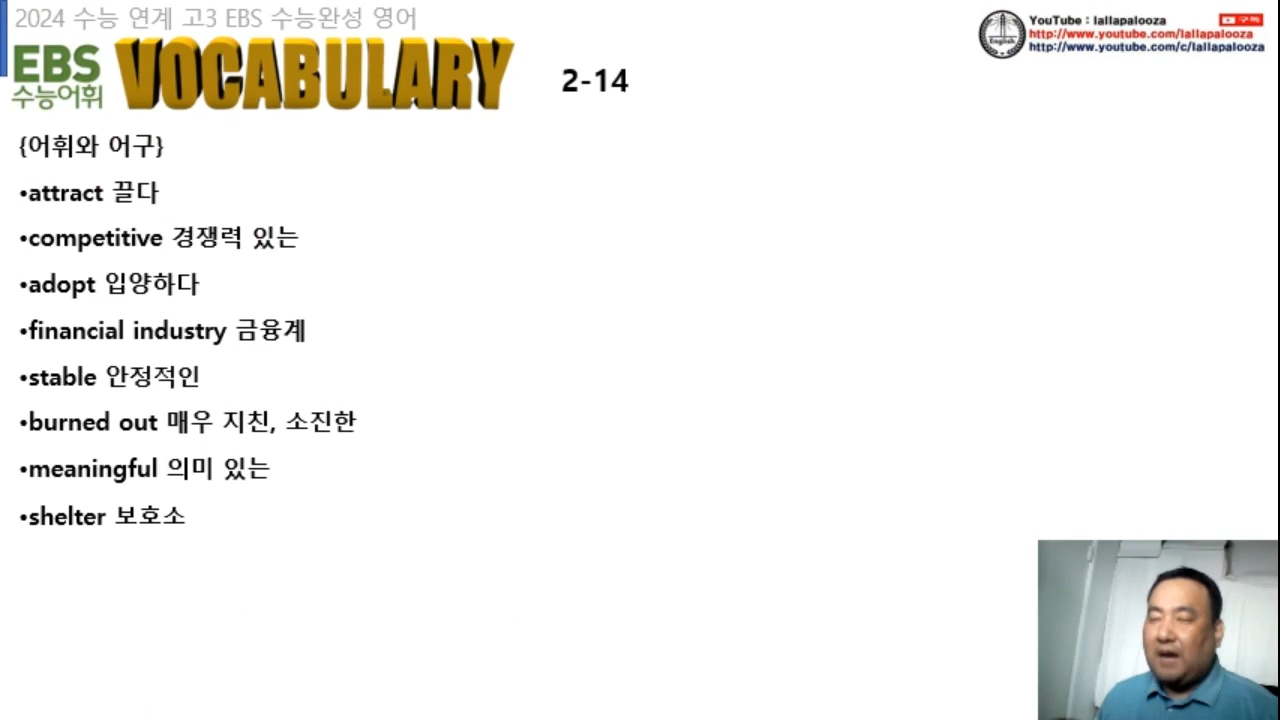 2024 수능 연계 고3 EBS 수능완성 영어
EBS 수능어휘 VOCABULARY 2-14
YouTube : lallapalooza 구독
http://www.youtube.com/lallapalooza
http://www.youtube.com/c/lallapalooza
English
{어휘와 어구}
•attract 끌다
•competitive 경쟁력 있는
•adopt 입양하다
•financial industry 금융계
•stable 안정적인
•burned out 매우 지친, 소진한
•meaningful 의미 있는
•shelter 보호소